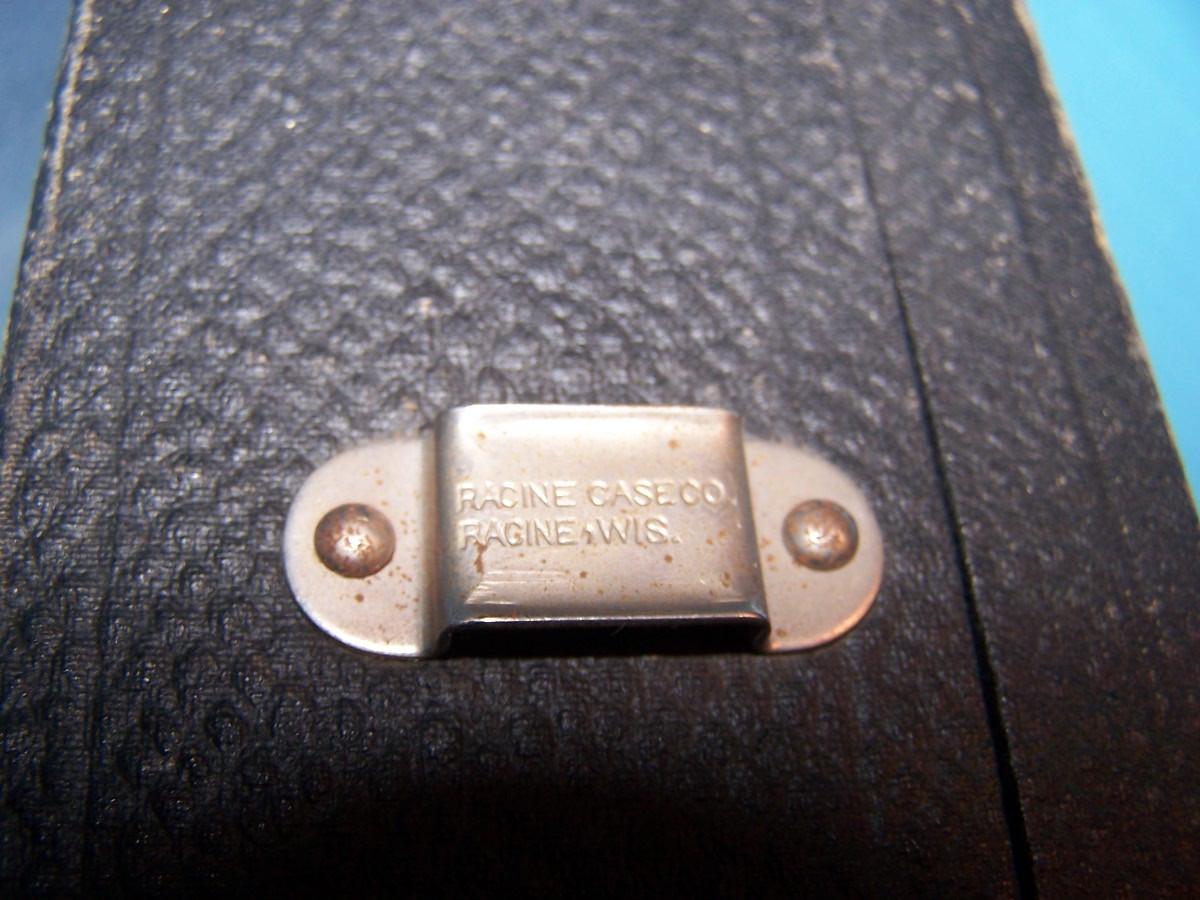 RACINE CASE CO.
RACINE, WIS.